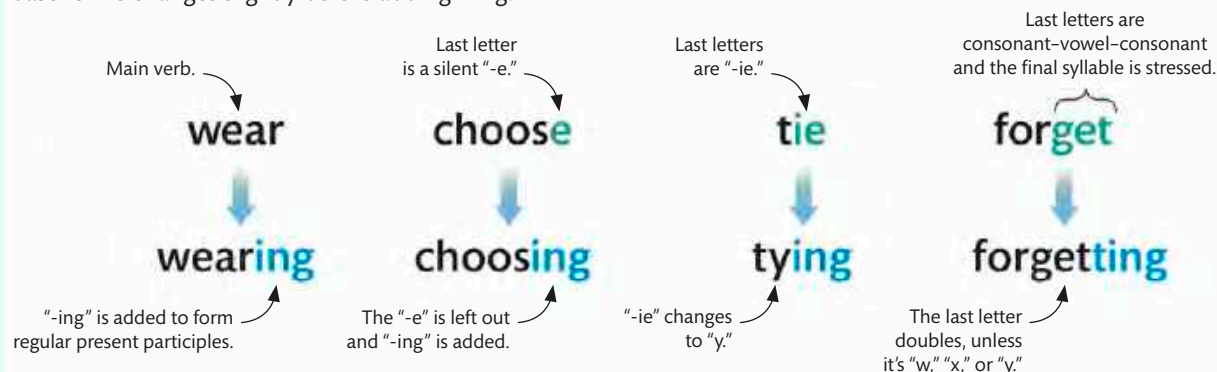 Main verb.
wear
wearing
"-ing" is added to form
regular present participles.
Last letter
is a silent "-e."
choose
choosing
The "-e" is left out
and "-ing" is added.
Last letters
are "-ie."
tie
tying
"-ie" changes
to "y."
Last letters are
consonant–vowel–consonant
and the final syllable is stressed.
forget
forgetting
The last letter
doubles, unless
it's "w," "x," or "y."